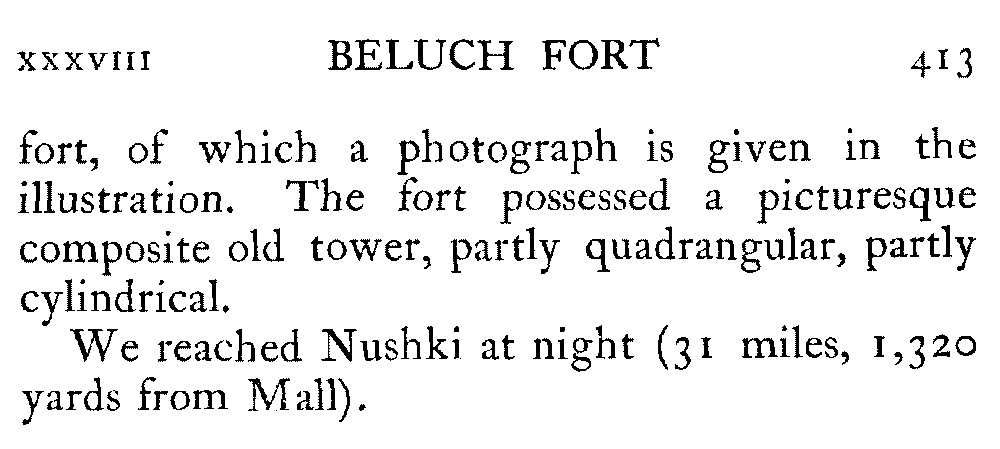 XXXVIII BELUCH FORT 413
fort, of which a photograph is given in the
illustration. The fort possessed a picturesque
composite old tower, partly quadrangular, partly
cylindrical.
We reached Nushki at night (31 miles, 1,320
yards from Mall).